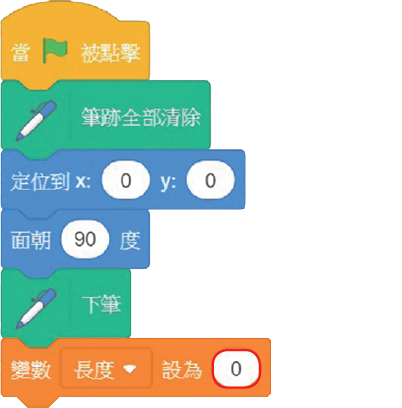 當 被點擊
筆跡全部清除
定位到 x: 0 y: 0
面朝 90 度
下筆
變數 長度 設為 0